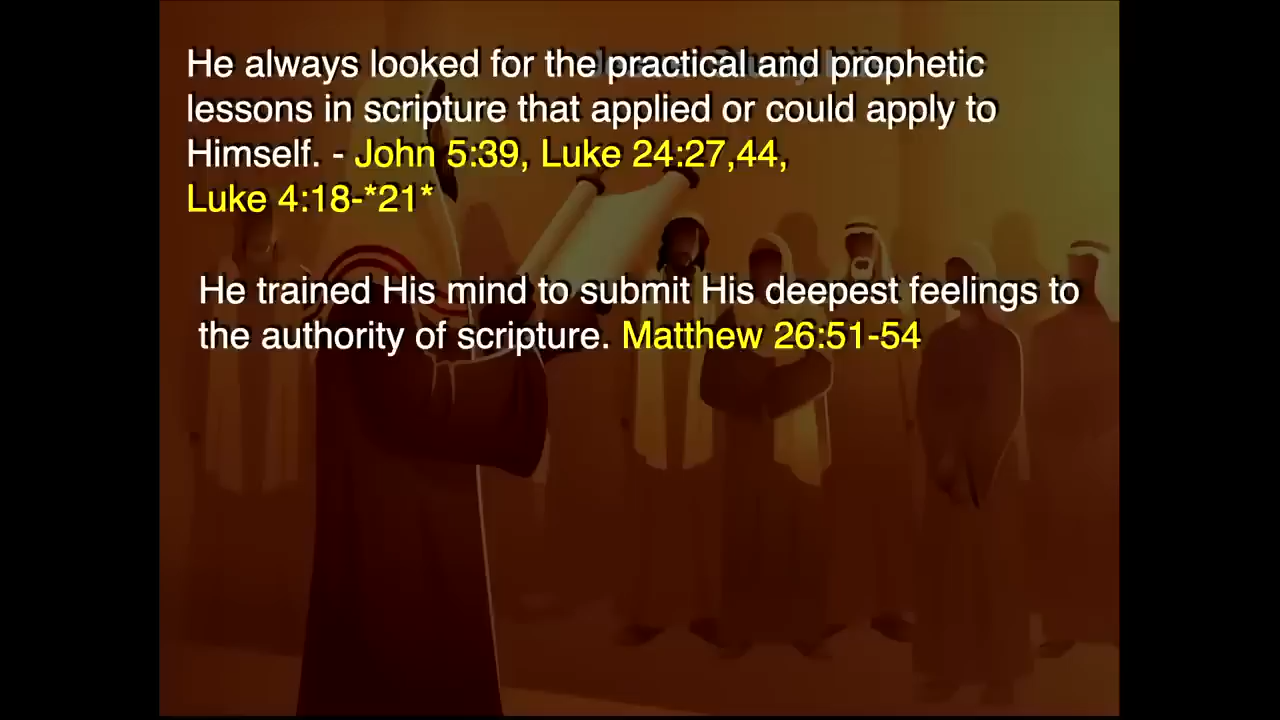 He always looked for the practical and prophetic
lessons in scripture that applied or could apply to
Himself. - John 5:39, Luke 24:27,44,
Luke 4:18-*21*
He trained His mind to submit His deepest feelings to
the authority of scripture. Matthew 26:51-54